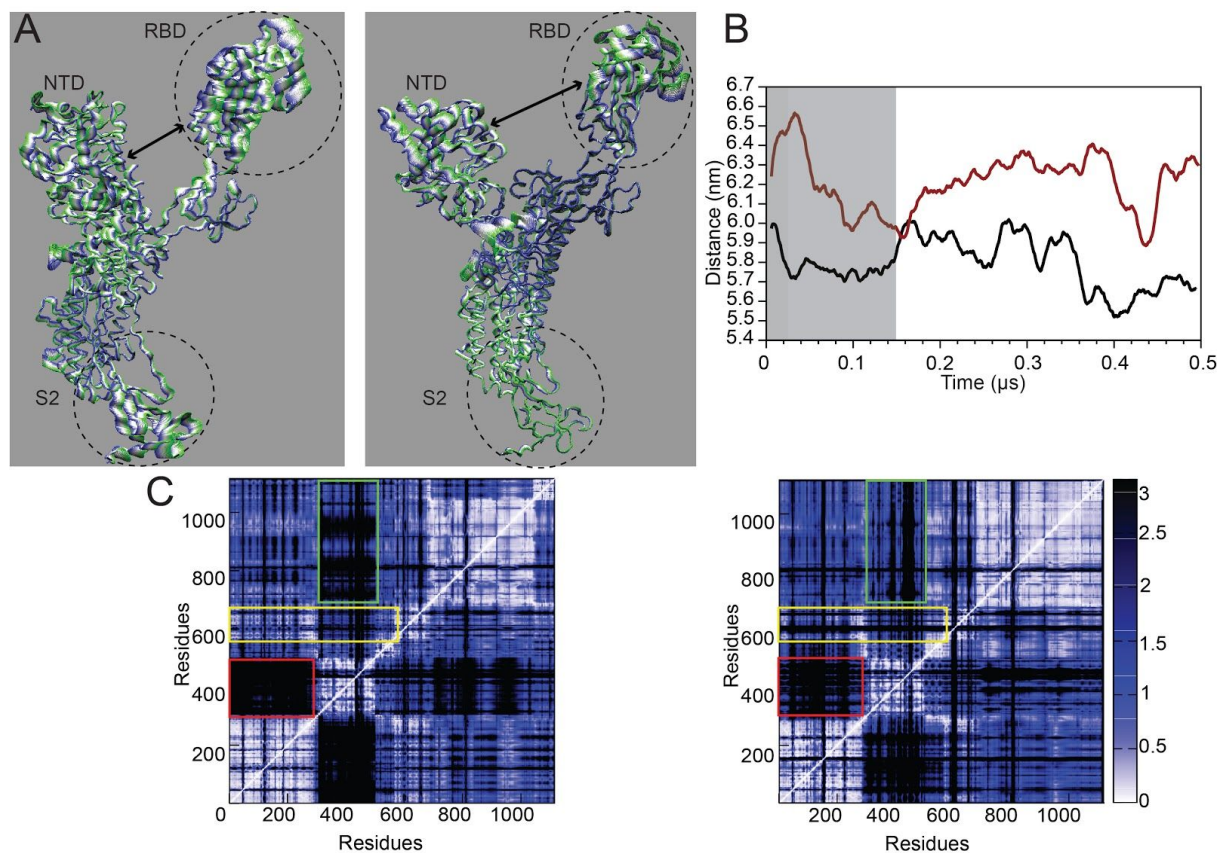 A
RBD
NTD
S2
RBD
NTD
S2
B
Distance (nm)
6.7
6.6
6.5
6.4
6.3
6.2
6.1
6.0
5.9
5.8
5.7
5.6
5.5
5.4
0 0.1 0.2 0.3 0.4 0.5
Time (µs)
C
Residues
1000
800
600
400
200
0 200 400 600 800 1000
Residues
Residues
1000
800
600
400
200
200 400 600 800 1000
Residues
3
2.5
2
1.5
1
0.5
0